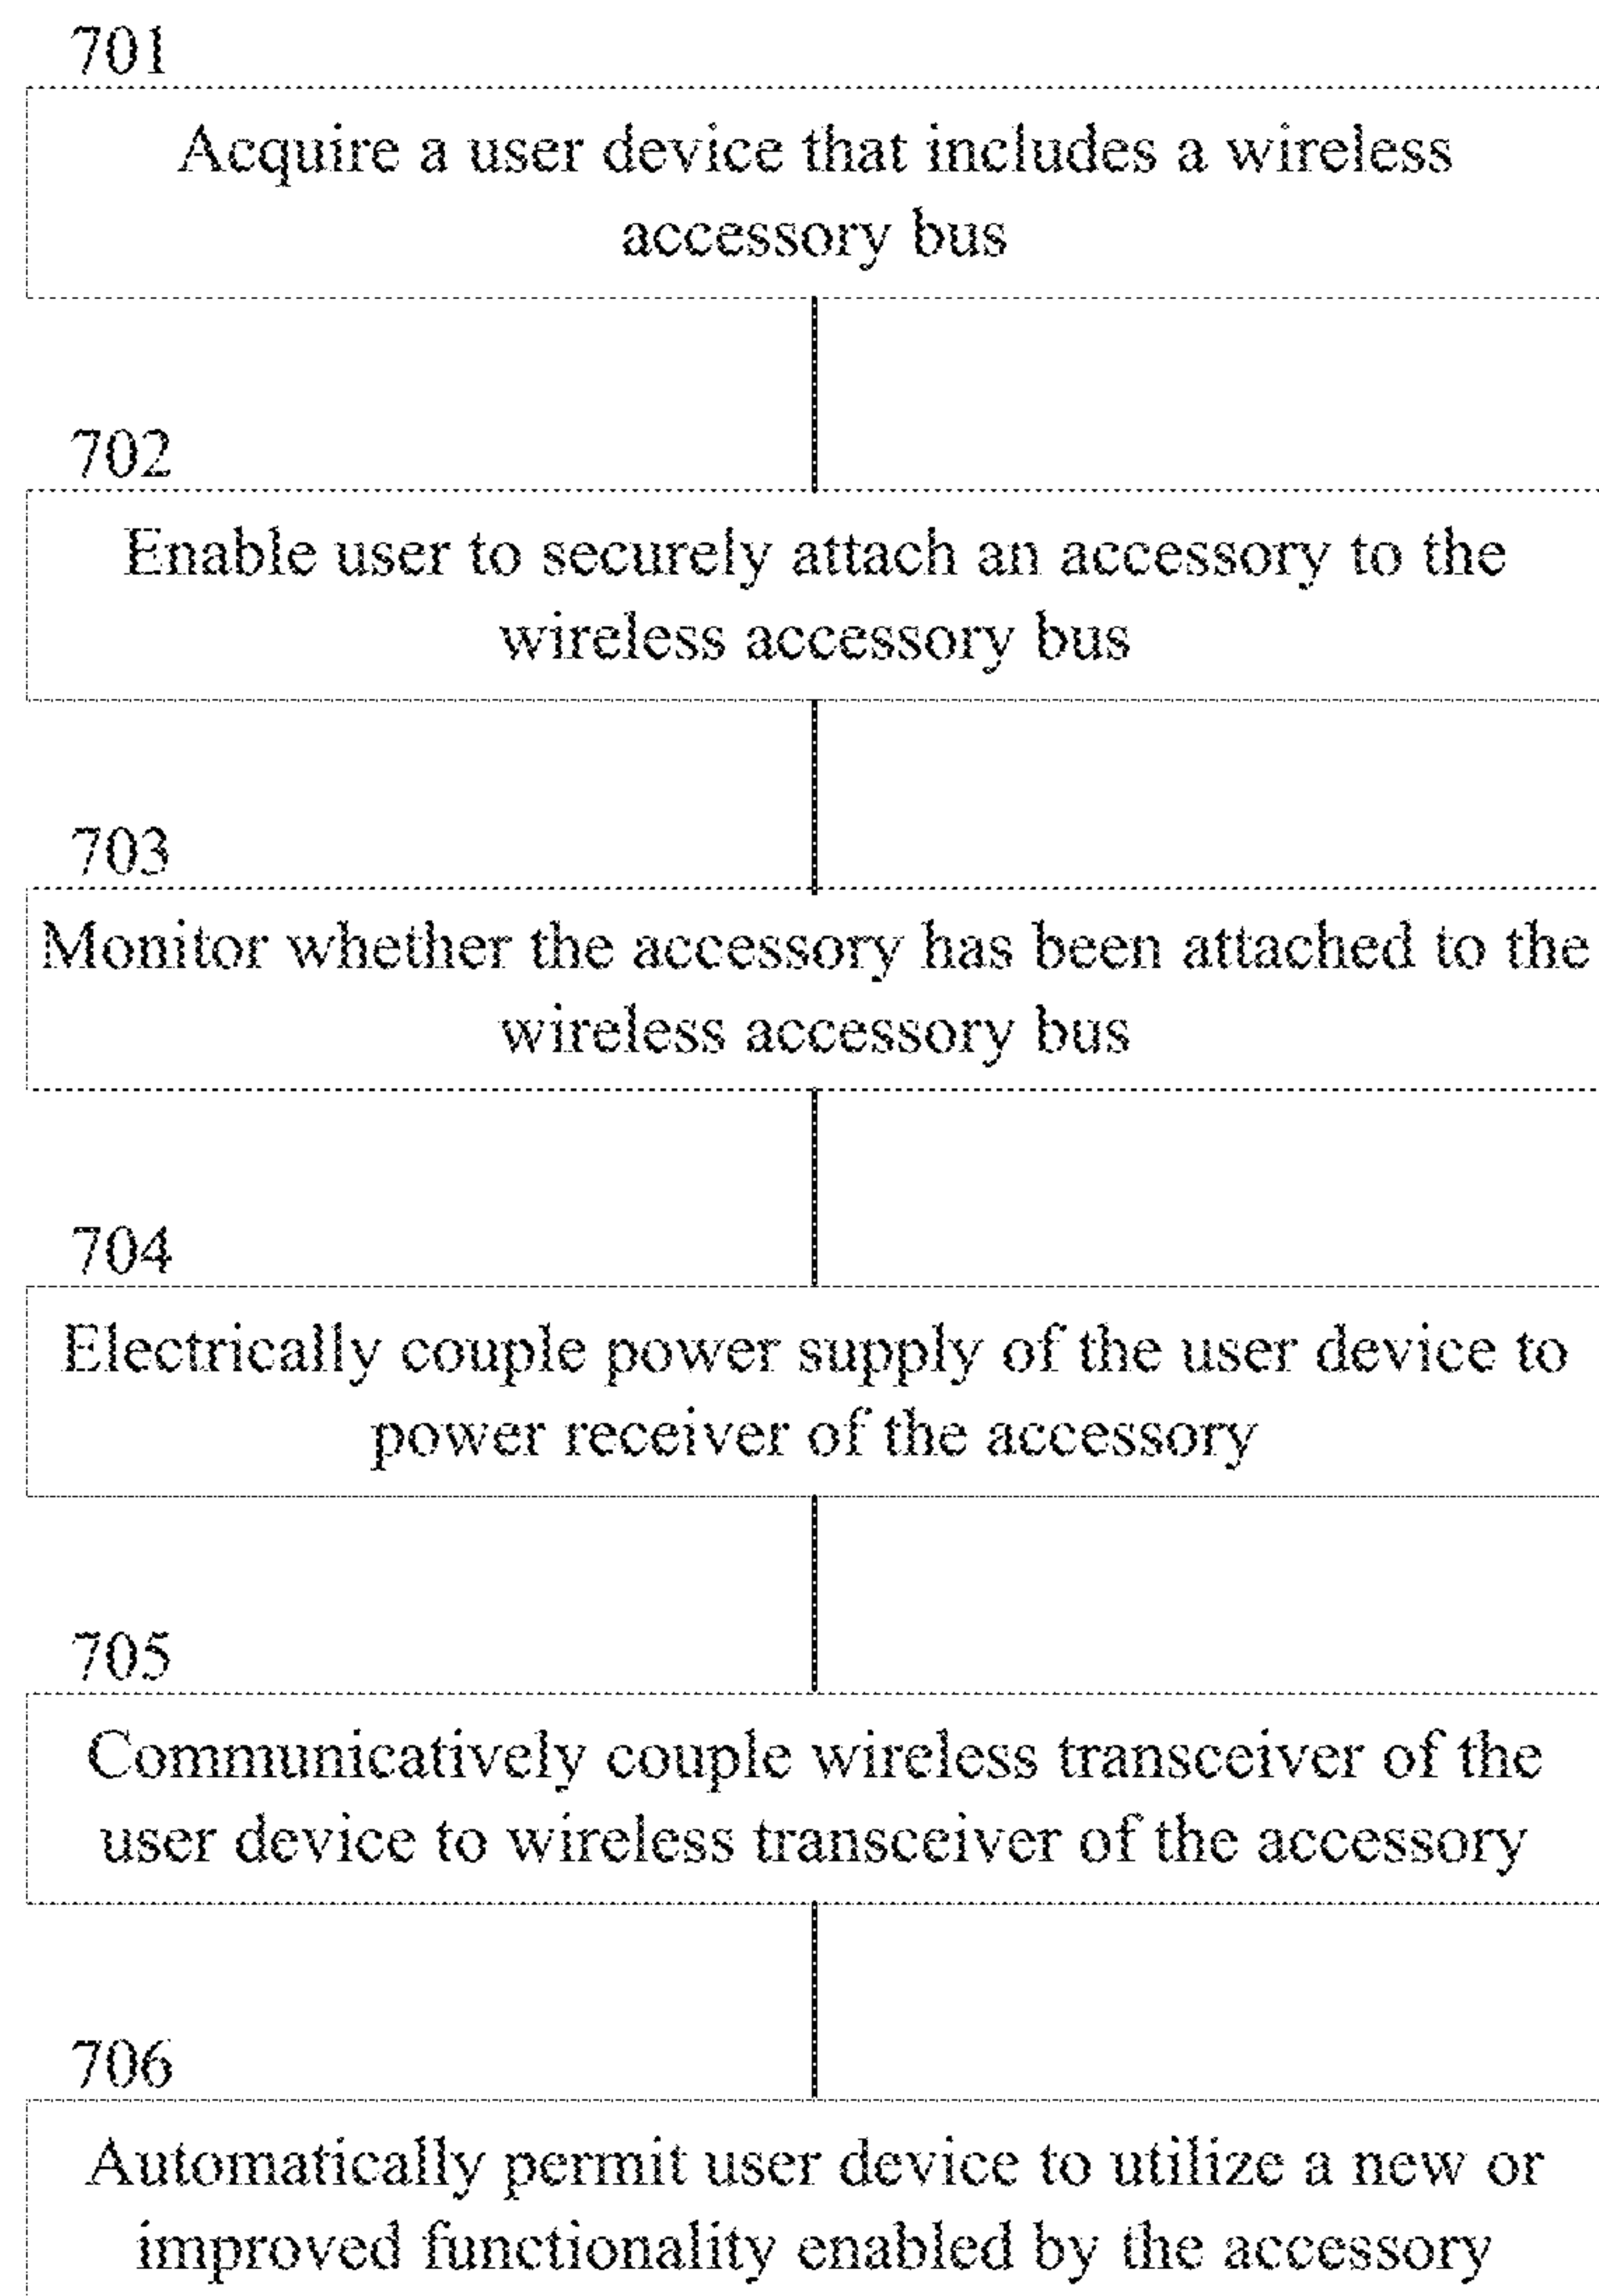 701
Acquire a user device that includes a wireless
accessory bus
702
Enable user to securely attach an accessory to the
wireless accessory bus
703
Monitor whether the accessory has been attached to the
wireless accessory bus
704
Electrically couple power supply of the user device to
power receiver of the accessory
705
Communicatively couple wireless transceiver of the
user device to wireless transceiver of the accessory
706
Automatically permit user device to utilize a new or
improved functionality enabled by the accessory